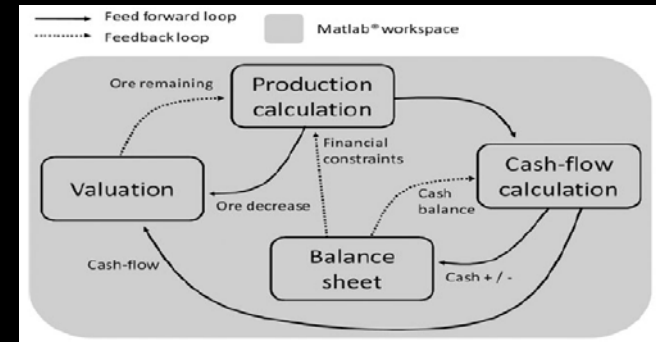 Feed forward loop
Feedback loop
Matlab® workspace
Ore remaining
Production
calculation
Financial
constraints
Cash-flow
calculation
Valuation
Ore decrease
Cash
balance
Cash-flow
Balance
sheet
Cash + / -